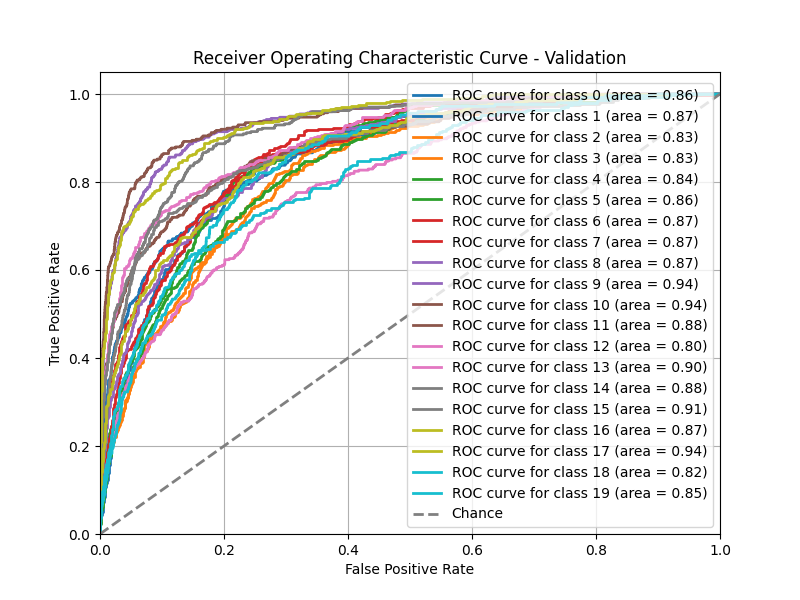 Receiver Operating Characteristic Curve - Validation
True Positive Rate
1.0
0.8
0.6
0.4
0.2
0.0
ROC curve for class 0 (area = 0.86)
ROC curve for class 1 (area = 0.87)
ROC curve for class 2 (area = 0.83)
ROC curve for class 3 (area = 0.83)
ROC curve for class 4 (area = 0.84)
ROC curve for class 5 (area = 0.86)
ROC curve for class 6 (area = 0.87)
ROC curve for class 7 (area = 0.87)
ROC curve for class 8 (area = 0.87)
ROC curve for class 9 (area = 0.94)
ROC curve for class 10 (area = 0.94)
ROC curve for class 11 (area = 0.88)
ROC curve for class 12 (area = 0.80)
ROC curve for class 13 (area = 0.90)
ROC curve for class 14 (area = 0.88)
ROC curve for class 15 (area = 0.91)
ROC curve for class 16 (area = 0.87)
ROC curve for class 17 (area = 0.94)
ROC curve for class 18 (area = 0.82)
ROC curve for class 19 (area = 0.85)
Chance
0.0 0.2 0.4 0.6 0.8 1.0
False Positive Rate